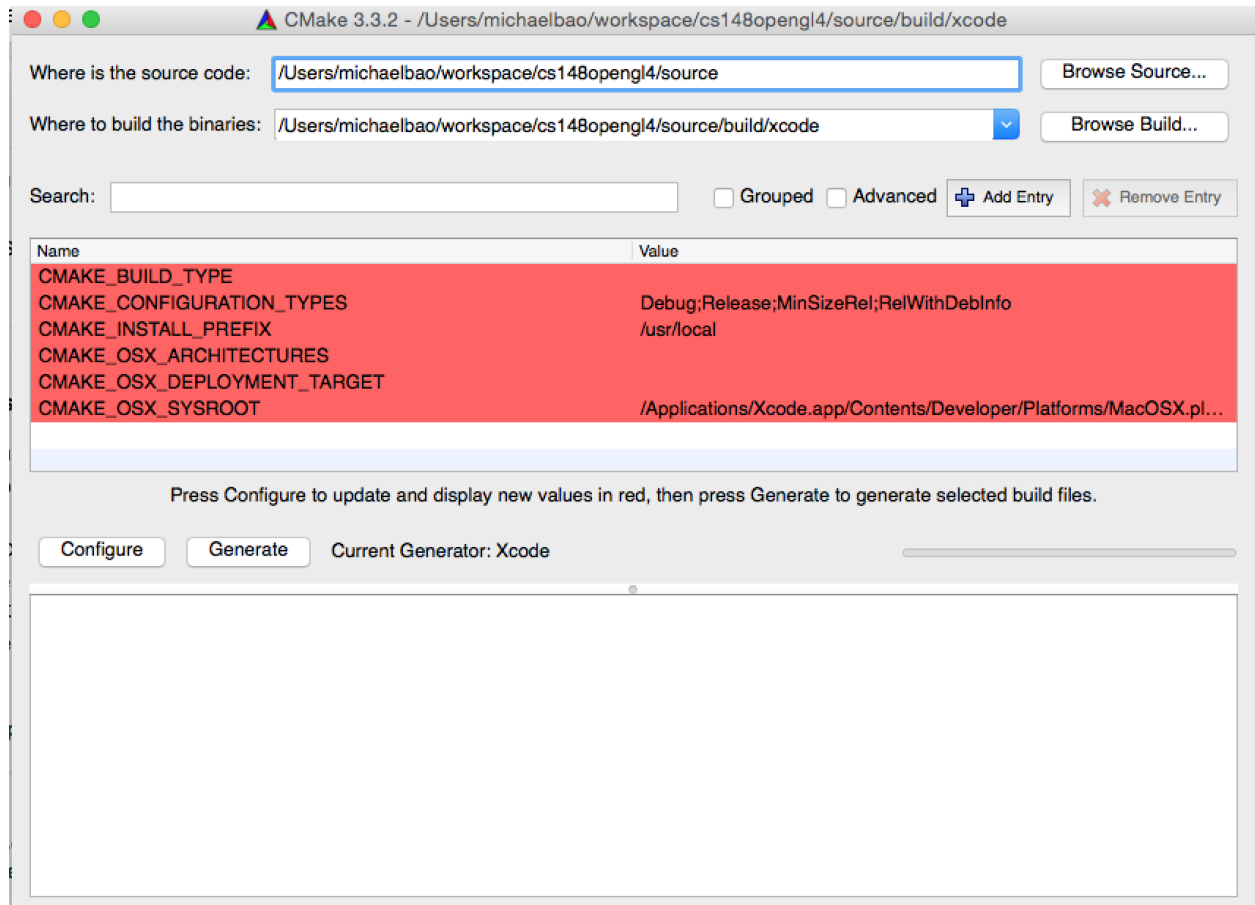 CMake 3.3.2 - /Users/michaelbao/workspace/cs148opengl4/source/build/xcode
Where is the source code: /Users/michaelbao/workspace/cs148opengl4/source Browse Source...
Where to build the binaries: /Users/michaelbao/workspace/cs148opengl4/source/build/xcode Browse Build...
Search: Grouped Advanced Add Entry Remove Entry
Name Value
CMAKE_BUILD_TYPE
CMAKE_CONFIGURATION_TYPES Debug;Release;MinSizeRel;RelWithDebInfo
CMAKE_INSTALL_PREFIX /usr/local
CMAKE_OSX_ARCHITECTURES
CMAKE_OSX_DEPLOYMENT_TARGET
CMAKE_OSX_SYSROOT /Applications/Xcode.app/Contents/Developer/Platforms/MacOSX.pl...
Press Configure to update and display new values in red, then press Generate to generate selected build files.
Configure Generate Current Generator: Xcode